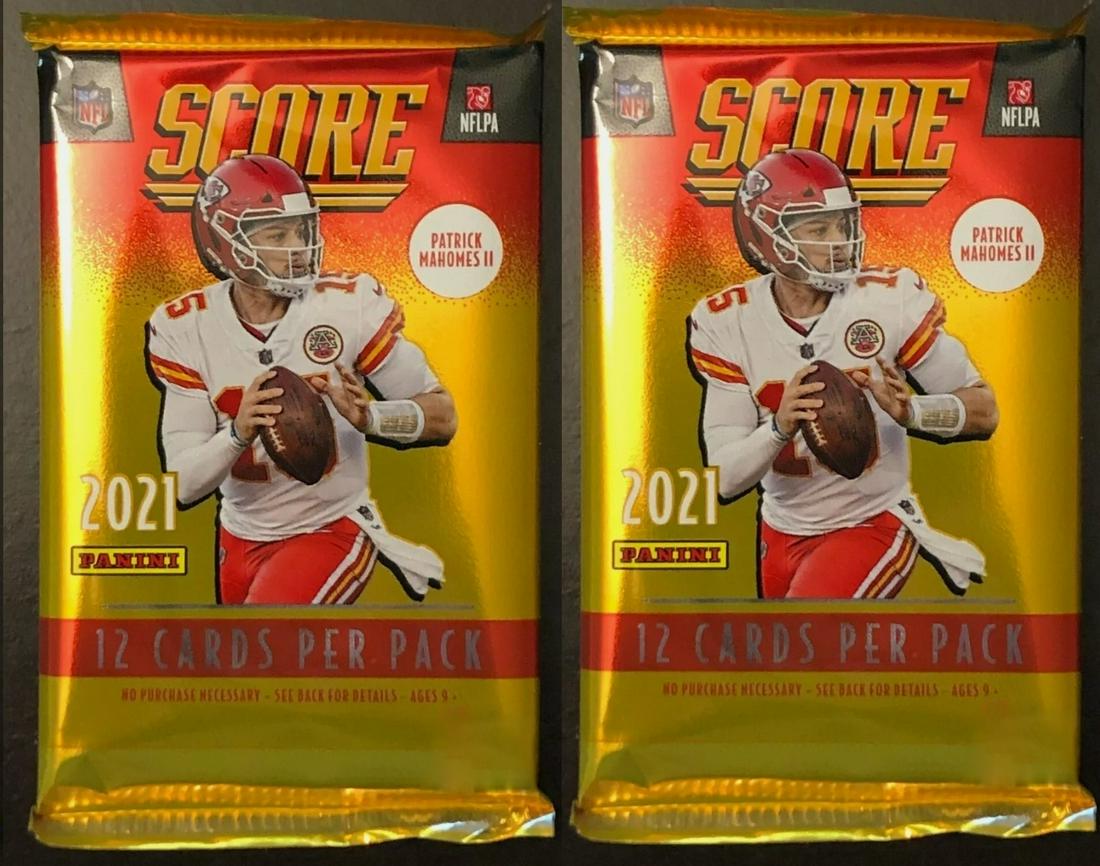 NFL
SCORE
NFLPA
PATRICK
MAHOMES II
15
15
2021
PANINI
12 CARDS PER PACK
NO PURCHASE NECESSARY - SEE BACK FOR DETAILS - AGES 9 +
NFL
SCORE
NFLPA
PATRICK
MAHOMES II
15
15
2021
PANINI
12 CARDS PER PACK
NO PURCHASE NECESSARY - SEE BACK FOR DETAILS - AGES 9 +